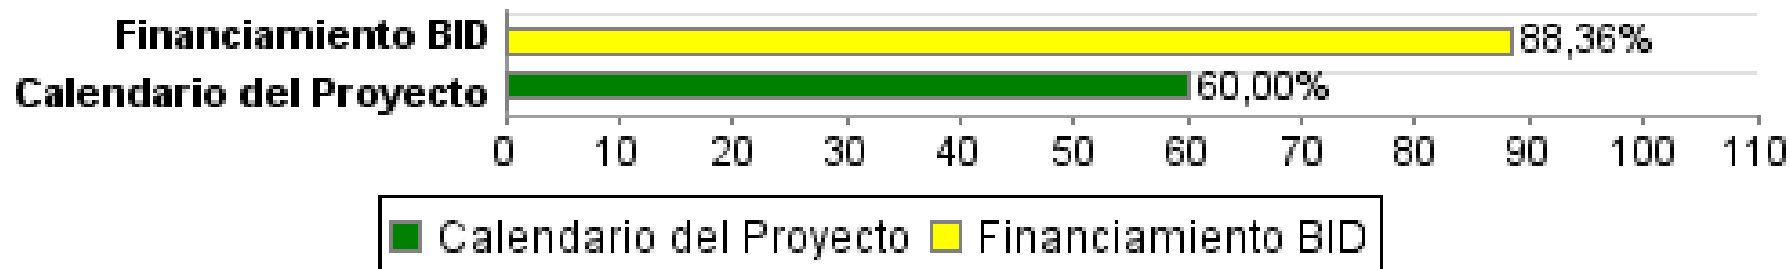 Financiamiento BID
88,36%
Calendario del Proyecto
60,00%
0 10 20 30 40 50 60 70 80 90 100 110
Calendario del Proyecto Financiamiento BID